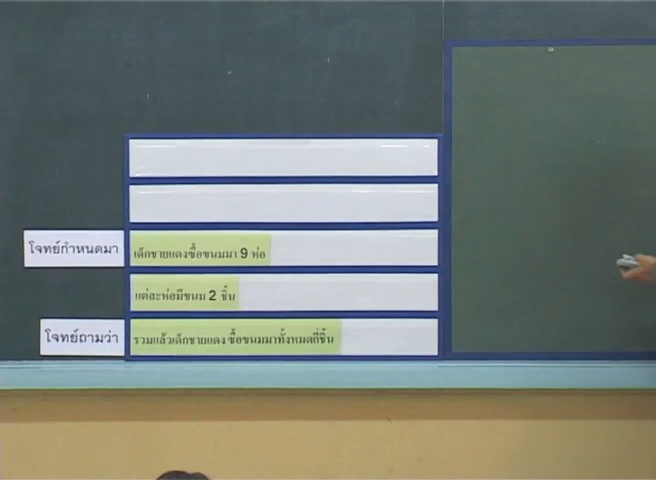 โจทย์กำหนดมา เด็กชายแดงซื้อขนมมา 9 ห่อ
แต่ละห่อมีขนม 2 ชิ้น
โจทย์ถามว่า รวมแล้วเด็กชายแดง ซื้อขนมมาทั้งหมดกี่ชิ้น